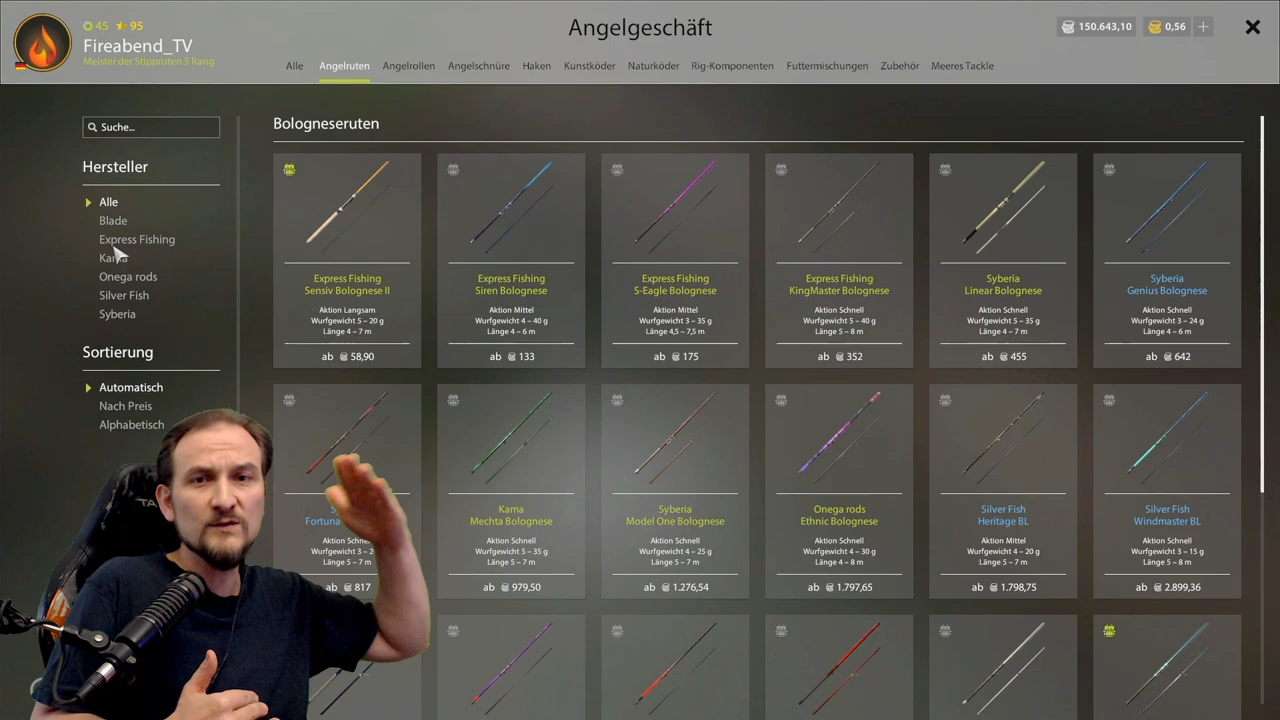 45 95
Fireabend_TV
Meister der Stippruten 5 Rang
Angelgeschäft
150.643,10
0,56
Alle
Angelruten
Angelrollen
Angelschnüre
Haken
Kunstköder
Naturköder
Rig-Komponenten
Futtermischungen
Zubehör
Meeres Tackle
Suche...
Hersteller
Alle
Blade
Express Fishing
Kama
Onega rods
Silver Fish
Syberia
Sortierung
Automatisch
Nach Preis
Alphabetisch
Bologneseruten
Express Fishing
Sensiv Bolognese II
Aktion Langsam
Wurfgewicht 5 – 20 g
Länge 4 – 7 m
ab 58,90
Express Fishing
Siren Bolognese
Aktion Mittel
Wurfgewicht 4 – 40 g
Länge 4 – 6 m
ab 133
Express Fishing
S-Eagle Bolognese
Aktion Mittel
Wurfgewicht 3 – 35 g
Länge 4,5 – 7,5 m
ab 175
Express Fishing
KingMaster Bolognese
Aktion Schnell
Wurfgewicht 5 – 40 g
Länge 5 – 8 m
ab 352
Syberia
Linear Bolognese
Aktion Schnell
Wurfgewicht 5 – 35 g
Länge 4 – 7 m
ab 455
Syberia
Genius Bolognese
Aktion Schnell
Wurfgewicht 3 – 24 g
Länge 4 – 6 m
ab 642
Fortuna
Aktion
Wurfgewicht 3 –
Länge 5 – 7 m
ab 817
Kama
Mechta Bolognese
Aktion Schnell
Wurfgewicht 5 – 35 g
Länge 5 – 7 m
ab 979,50
Syberia
Model One Bolognese
Aktion Schnell
Wurfgewicht 4 – 25 g
Länge 5 – 7 m
ab 1.276,54
Onega rods
Ethnic Bolognese
Aktion Schnell
Wurfgewicht 4 – 30 g
Länge 4 – 8 m
ab 1.797,65
Silver Fish
Heritage BL
Aktion Mittel
Wurfgewicht 4 – 20 g
Länge 5 – 7 m
ab 1.798,75
Silver Fish
Windmaster BL
Aktion Schnell
Wurfgewicht 3 – 15 g
Länge 5 – 8 m
ab 2.899,36